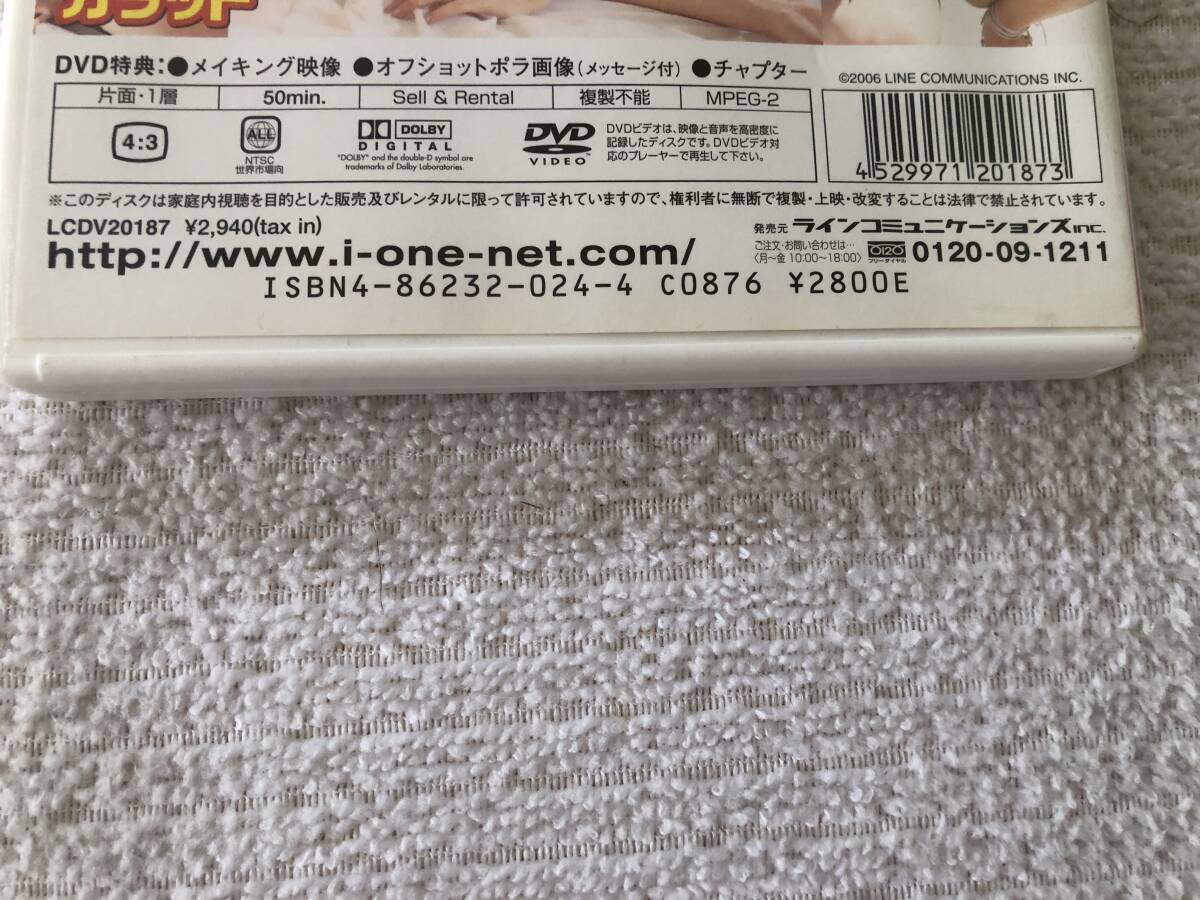 カラット
DVD特典:●メイキング映像 ●オフショットポラ画像(メッセージ付) ●チャプター
©2006 LINE COMMUNICATIONS INC.
片面・1層 50min. Sell & Rental 複製不能 MPEG-2
4:3
ALL
NTSC
世界市場向
DOLBY
DIGITAL
"DOLBY" and the double-D symbol are
trademarks of Dolby Laboratories.
DVD
VIDEO
DVDビデオは、映像と音声を高密度に
記録したディスクです。DVDビデオ対
応のプレーヤーで再生して下さい。
4 529971 201873
※このディスクは家庭内視聴を目的とした販売及びレンタルに限って許可されていますので、権利者に無断で複製・上映・改変することは法律で禁止されています。
LCDV20187 ¥2,940(tax in)
発売元 ラインコミュニケーションズinc.
http://www.i-one-net.com/
ご注文・お問い合わせは…
〈月〜金 10:00〜18:00〉
0120
フリーダイヤル
0120-09-1211
ISBN4-86232-024-4 C0876 ¥2800E